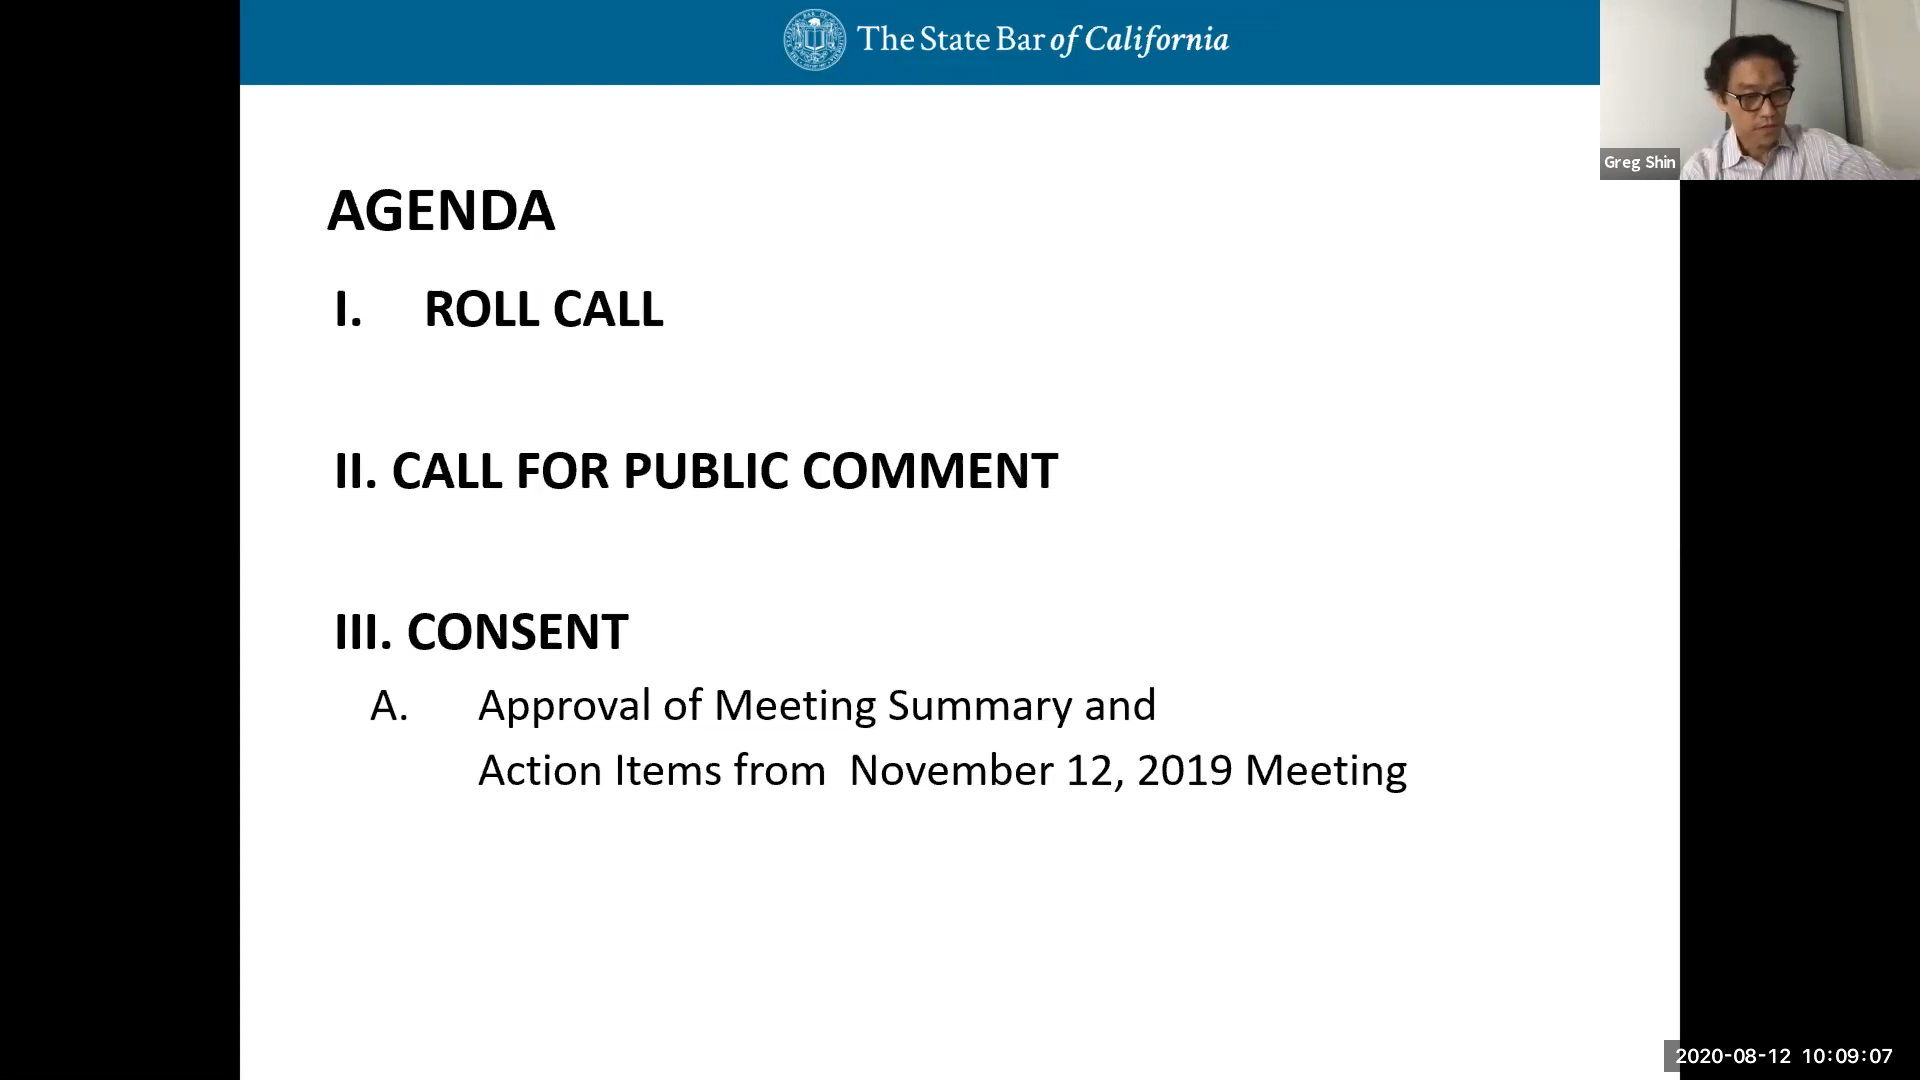 The State Bar of California
Greg Shin
AGENDA
I. ROLL CALL
II. CALL FOR PUBLIC COMMENT
III. CONSENT
A. Approval of Meeting Summary and
Action Items from November 12, 2019 Meeting
2020-08-12 10:09:07